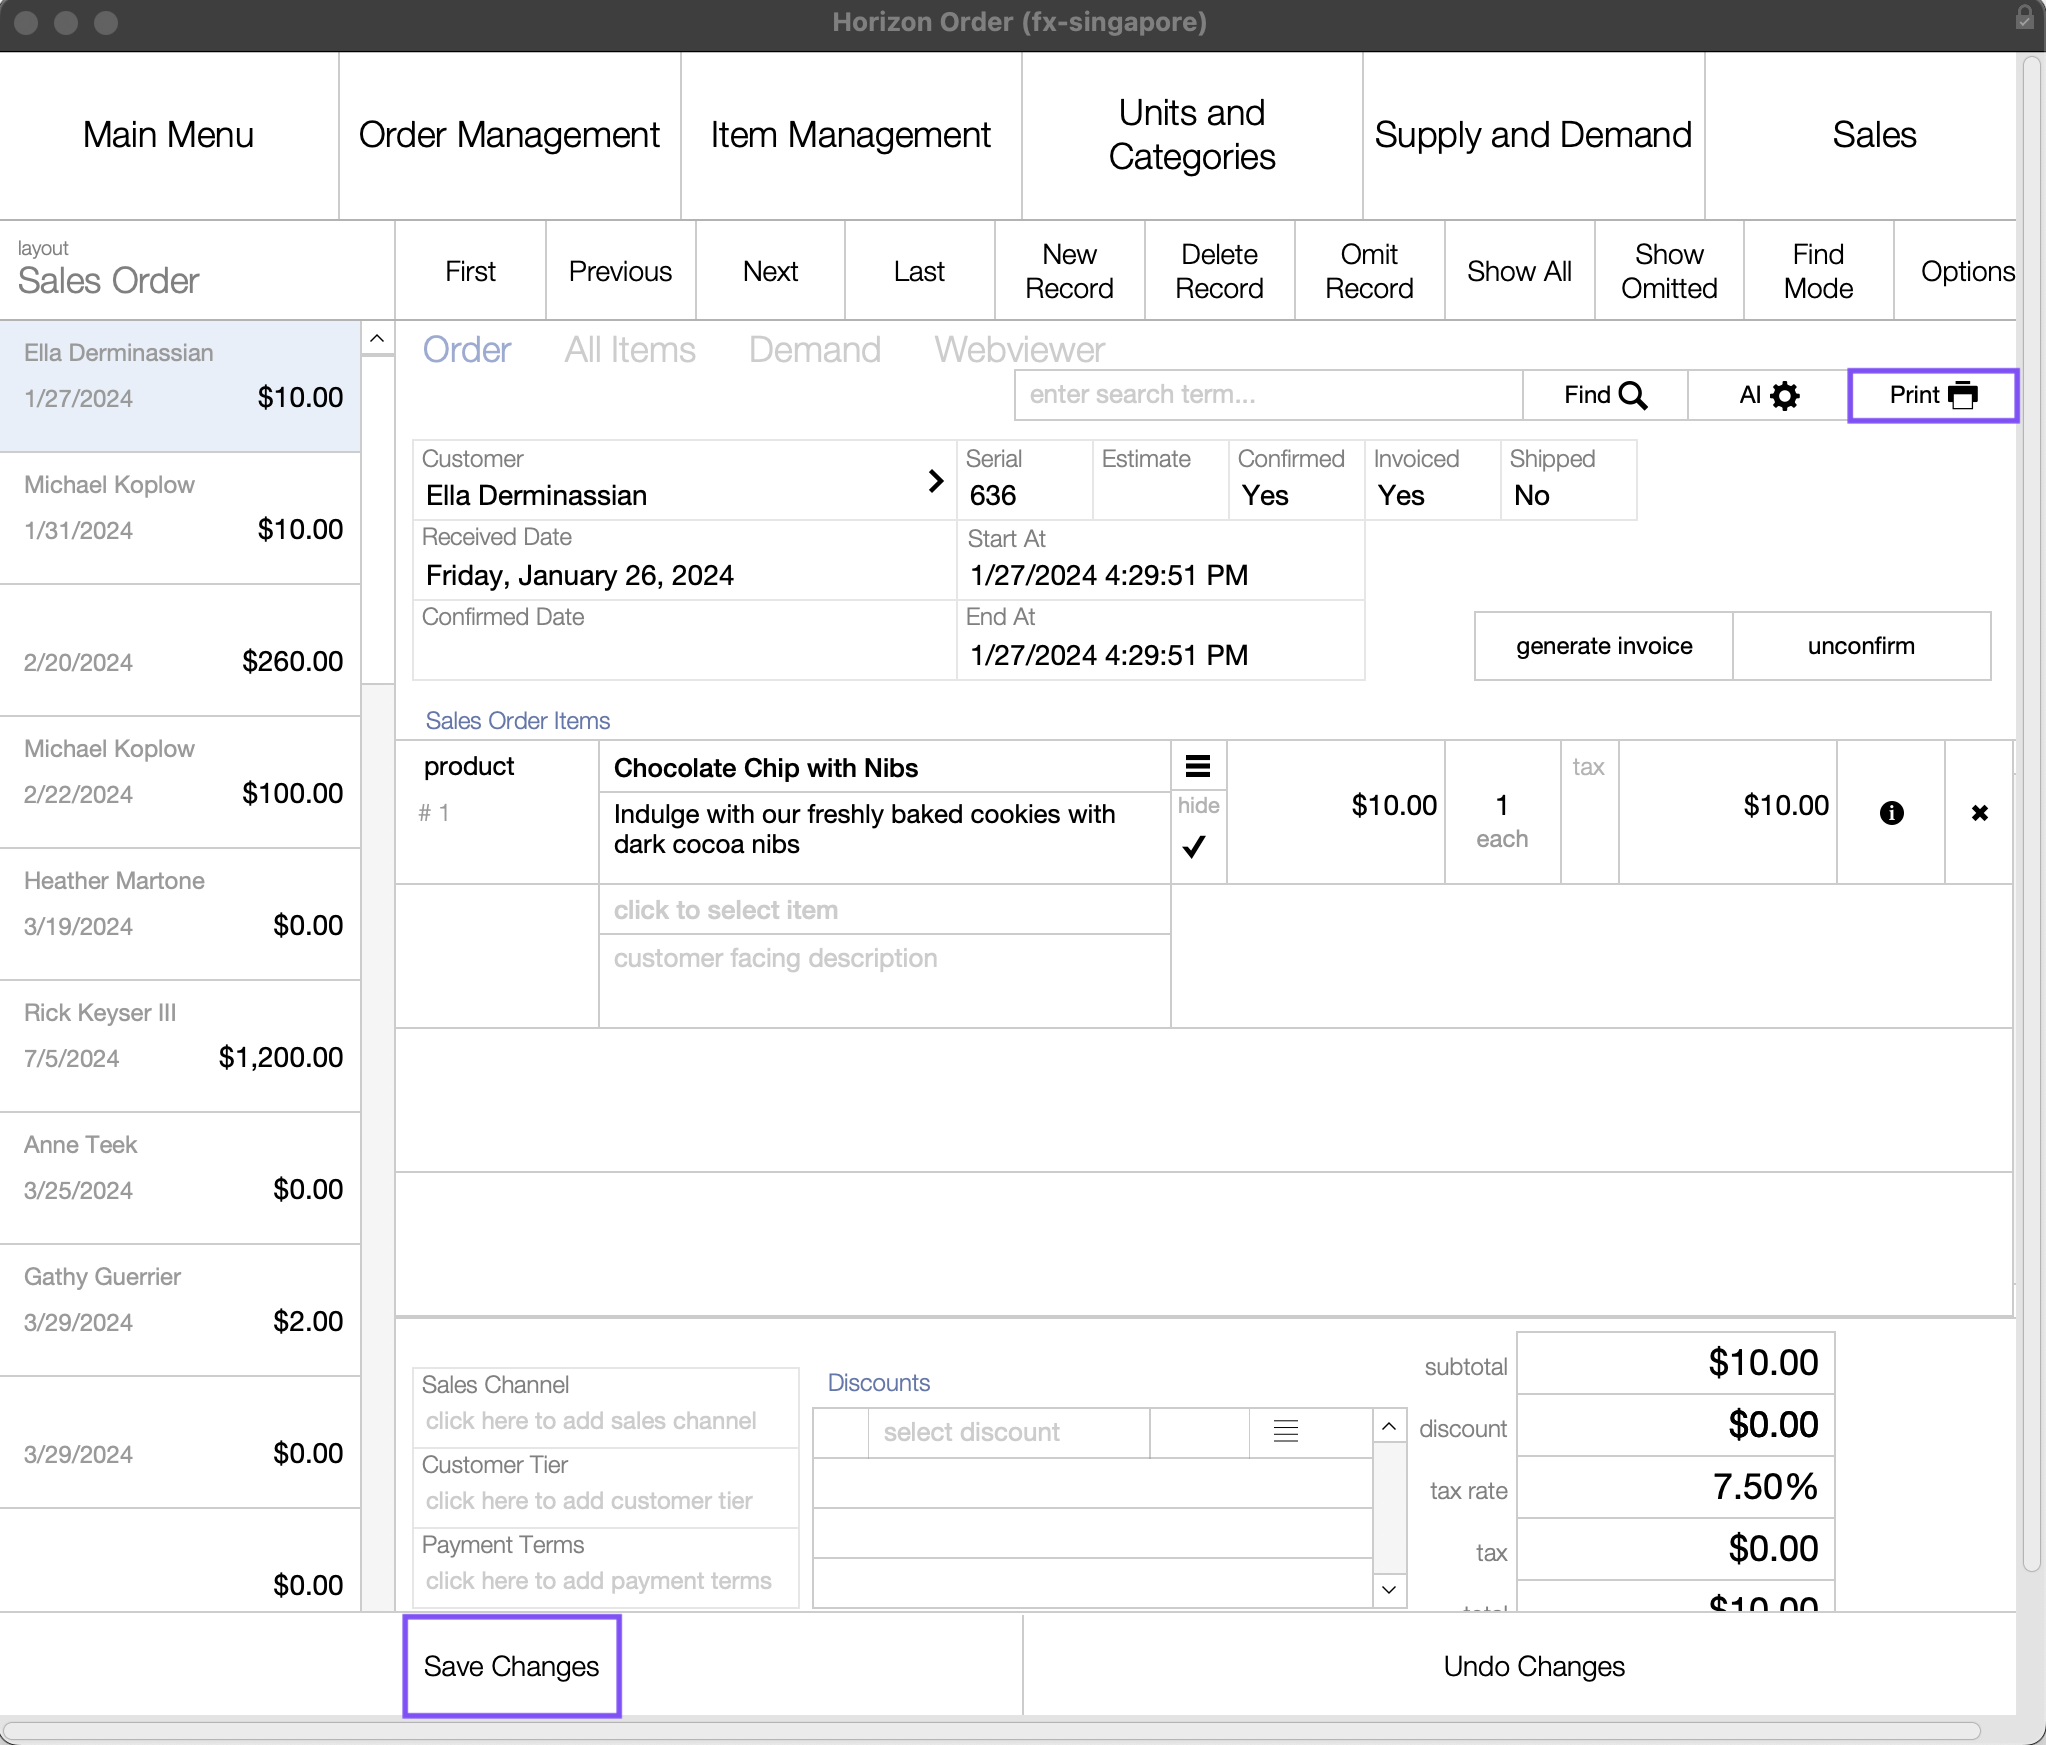 Horizon Order (fx-singapore)
Main Menu
Order Management
Item Management
Units and
Categories
Supply and Demand
Sales
layout
Sales Order
First
Previous
Next
Last
New
Record
Delete
Record
Omit
Record
Show All
Show
Omitted
Find
Mode
Options
Ella Derminassian
1/27/2024 $10.00
Michael Koplow
1/31/2024 $10.00
2/20/2024 $260.00
Michael Koplow
2/22/2024 $100.00
Heather Martone
3/19/2024 $0.00
Rick Keyser III
7/5/2024 $1,200.00
Anne Teek
3/25/2024 $0.00
Gathy Guerrier
3/29/2024 $2.00
3/29/2024 $0.00
$0.00
Order All Items Demand Webviewer
enter search term...
Find
AI
Print
Customer
Ella Derminassian
Serial
636
Estimate
Confirmed
Yes
Invoiced
Yes
Shipped
No
Received Date
Friday, January 26, 2024
Start At
1/27/2024 4:29:51 PM
Confirmed Date
End At
1/27/2024 4:29:51 PM
generate invoice
unconfirm
Sales Order Items
product
# 1
Chocolate Chip with Nibs
Indulge with our freshly baked cookies with
dark cocoa nibs
hide
$10.00
1
each
tax
$10.00
click to select item
customer facing description
Sales Channel
click here to add sales channel
Customer Tier
click here to add customer tier
Payment Terms
click here to add payment terms
Discounts
select discount
subtotal $10.00
discount $0.00
tax rate 7.50%
tax $0.00
total $10.00
Save Changes
Undo Changes